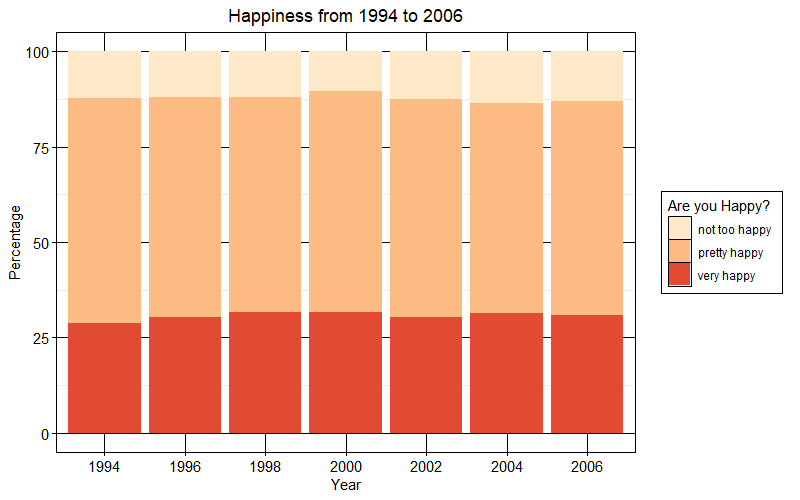 Happiness from 1994 to 2006
Percentage
100
75
50
25
0
1994 1996 1998 2000 2002 2004 2006
Year
Are you Happy?
not too happy
pretty happy
very happy